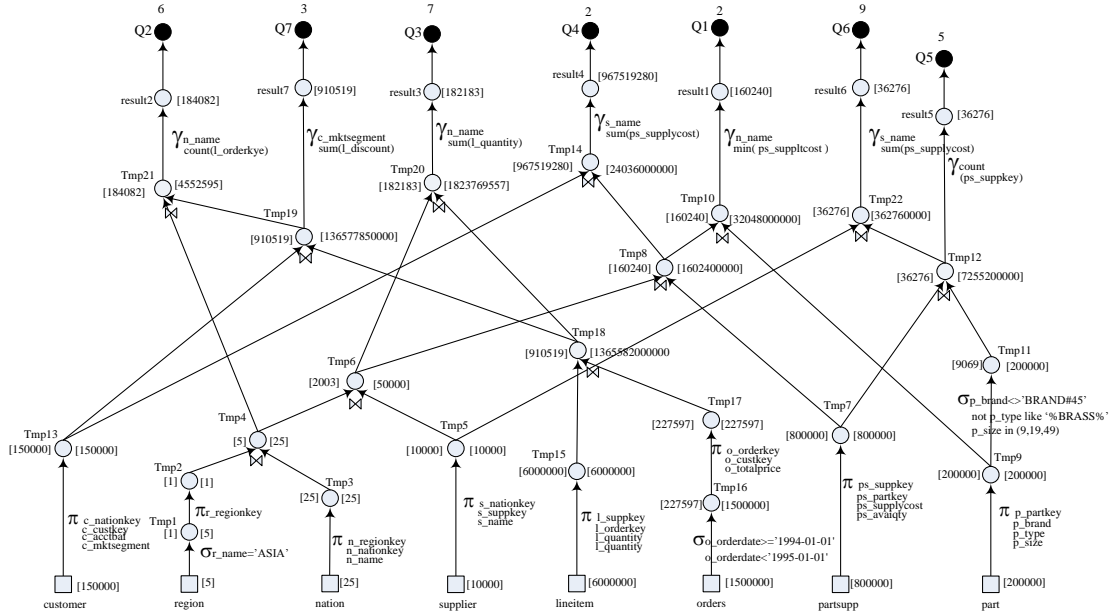 6
3
7
2
2
9
5
Q2
Q7
Q3
Q4
Q1
Q6
Q5
result2 [184082]
result7 [910519]
result3 [182183]
result4 [967519280]
result1 [160240]
result6 [36276]
result5 [36276]
γ n_name
count(l_orderkye)
γ c_mktsegment
sum(l_discount)
γ n_name
sum(l_quantity)
γ s_name
sum(ps_supplycost)
γ n_name
min( ps_suppltcost )
γ s_name
sum(ps_supplycost)
γ count
(ps_suppkey)
Tmp21
[184082] [4552595]
⋈
Tmp19
[910519] [136577850000]
⋈
Tmp20
[182183] [1823769557]
⋈
Tmp14
[967519280] [24036000000]
⋈
Tmp10
[160240] [32048000000]
⋈
Tmp22
[36276] [362760000]
⋈
Tmp8
[160240] [1602400000]
⋈
Tmp12
[36276] [7255200000]
⋈
Tmp18
[910519] [1365582000000
⋈
Tmp6
[2003] [50000]
⋈
Tmp11
[9069] [200000]
σ p_brand<>'BRAND#45'
not p_type like '%BRASS%'
p_size in (9,19,49)
Tmp13
[150000] [150000]
Tmp4
[5] [25]
⋈
Tmp5
[10000] [10000]
Tmp17
[227597] [227597]
Tmp7
[800000] [800000]
Tmp2
[1] [1]
Tmp3
[25] [25]
Tmp15
[6000000] [6000000]
Tmp9
[200000] [200000]
π o_orderkey
o_custkey
o_totalprice
Tmp16
[227597] [1500000]
π r_regionkey
Tmp1
[1] [5]
σ r_name='ASIA'
π c_nationkey
c_custkey
c_acctbal
c_mktsegment
π n_regionkey
n_nationkey
n_name
π s_nationkey
s_suppkey
s_name
π l_suppkey
l_orderkey
l_quantity
l_quantity
σ o_orderdate>='1994-01-01'
o_orderdate<'1995-01-01'
π ps_suppkey
ps_partkey
ps_supplycost
ps_avaiqty
π p_partkey
p_brand
p_type
p_size
[150000]
[5]
[25]
[10000]
[6000000]
[1500000]
[800000]
[200000]
customer
region
nation
supplier
lineitem
orders
partsupp
part